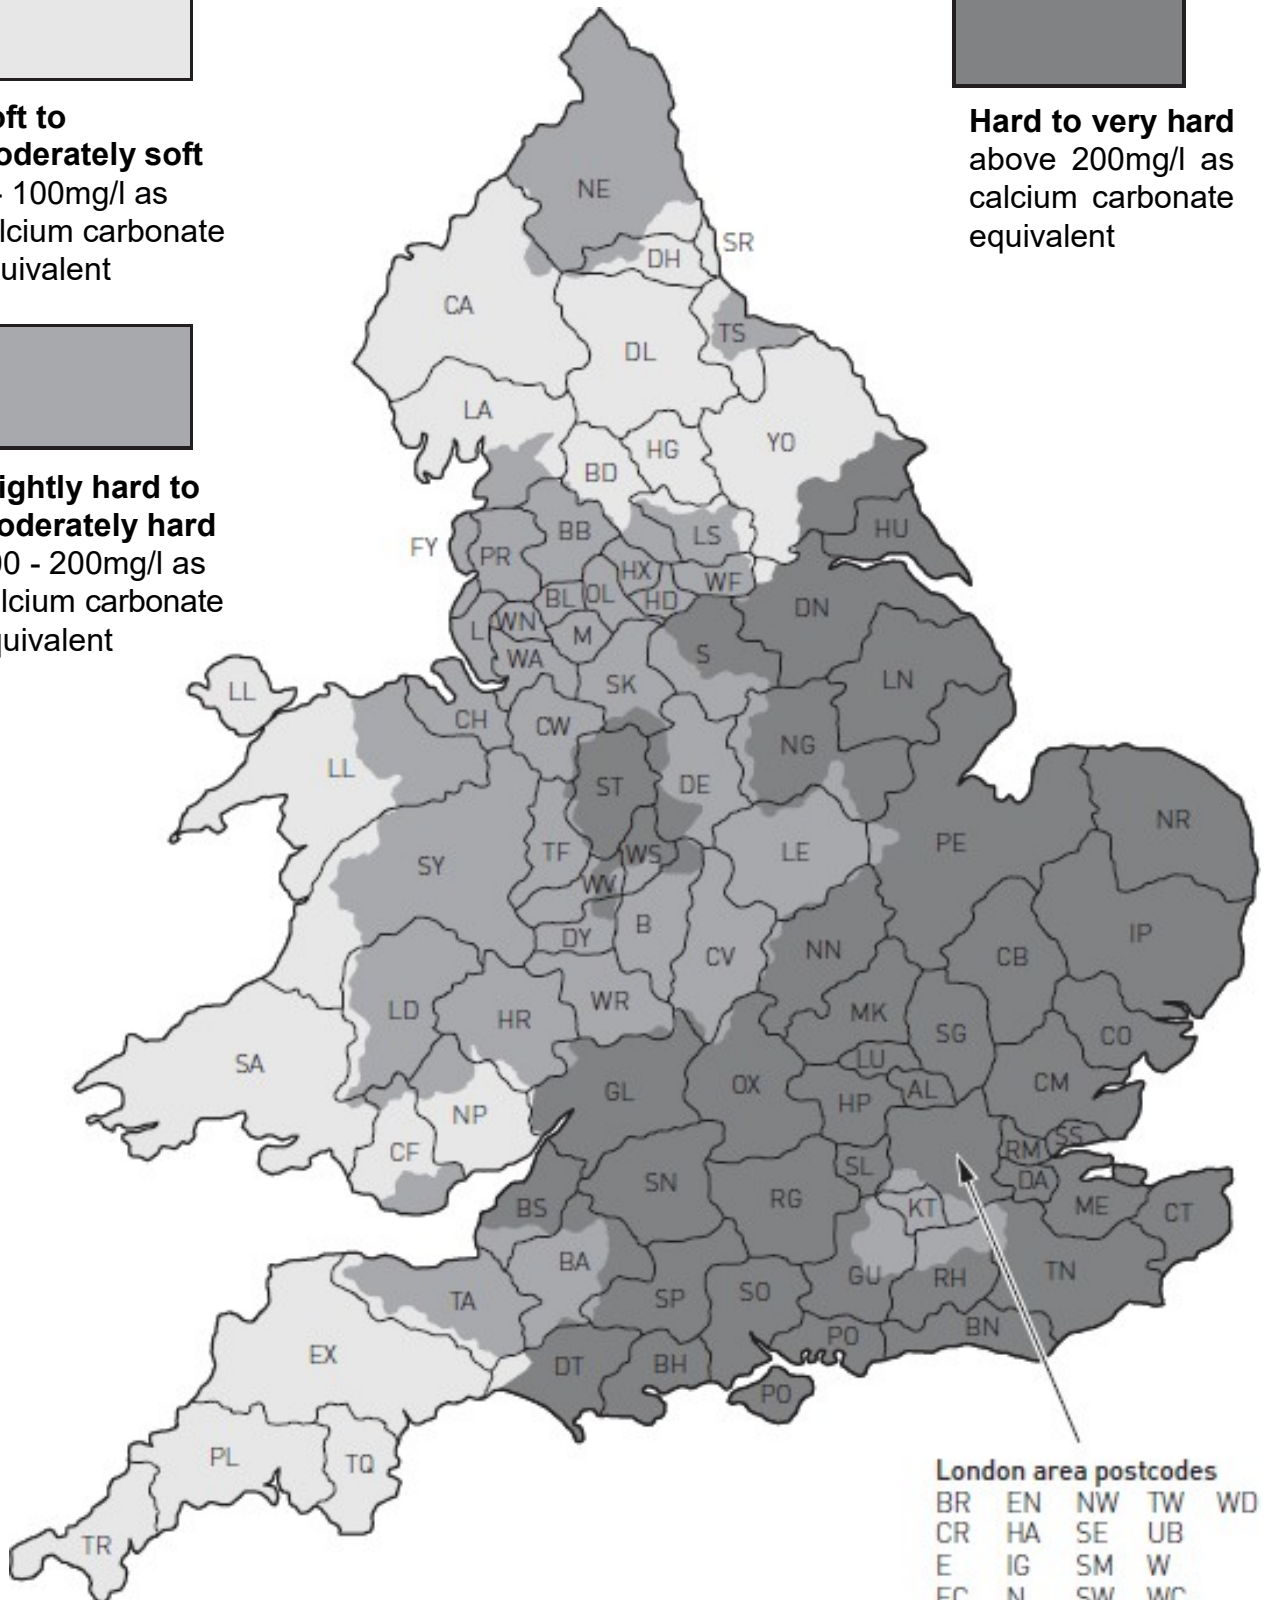 oft to
oderately soft
- 100mg/l as
lcium carbonate
uivalent
Hard to very hard
above 200mg/l as
calcium carbonate
equivalent
ightly hard to
oderately hard
00 - 200mg/l as
lcium carbonate
quivalent
NE
SR
DH
CA
TS
DL
LA
YO
HG
BD
HU
BB
LS
FY
PR
HX
WF
BL
OL
HD
DN
L
WN
M
WA
S
SK
LN
LL
CH
CW
NG
LL
ST
DE
NR
PE
TF
WS
LE
SY
WV
B
IP
DY
NN
CV
CB
WR
LD
HR
MK
SG
CO
SA
LU
OX
CM
GL
AL
HP
NP
SS
CF
RM
SL
DA
SN
RG
ME
BS
KT
CT
BA
GU
RH
TN
TA
SP
SO
BN
PO
EX
DT
BH
PO
PL
TQ
TR
London area postcodes
BR EN NW TW WD
CR HA SE UB
E IG SM W
EC N SW WC